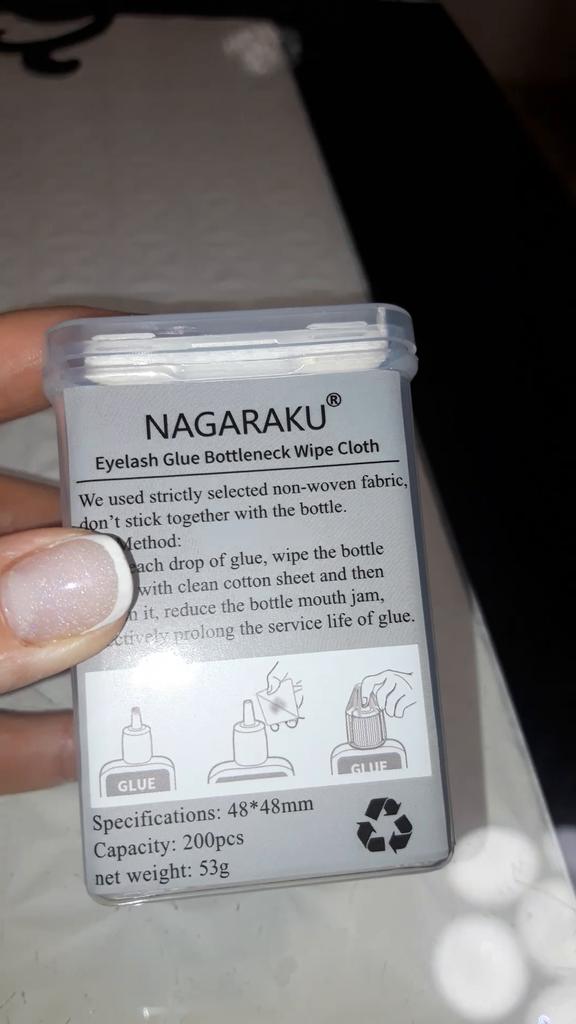 NAGARAKU®
Eyelash Glue Bottleneck Wipe Cloth
We used strictly selected non-woven fabric,
don't stick together with the bottle.
Method:
each drop of glue, wipe the bottle
with clean cotton sheet and then
it, reduce the bottle mouth jam,
prolong the service life of glue.
GLUE
GLUE
Specifications: 48*48mm
Capacity: 200pcs
net weight: 53g